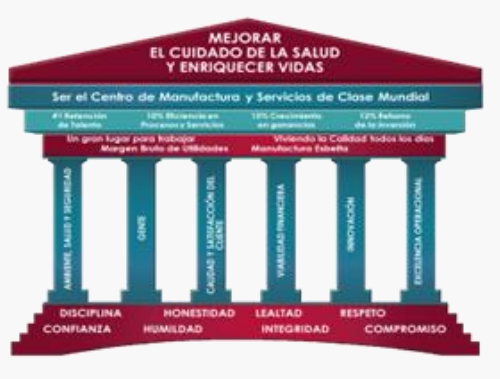 MEJORAR
EL CUIDADO DE LA SALUD
Y ENRIQUECER VIDAS
Ser el Centro de Manufactura y Servicios de Clase Mundial
#1 Retención de Talento
10% Eficiencia en Procesos y Servicios
10% Crecimiento en ganancias
12% Retorno de la Inversión
Un gran lugar para trabajar
Viviendo la Calidad todos los días
Margen Bruto de Utilidades
Manufactura Esbelta
AMBIENTE, SALUD Y SEGURIDAD
GENTE
CALIDAD Y SATISFACCIÓN DEL
CLIENTE
VIABILIDAD FINANCIERA
INNOVACIÓN
EXCELENCIA OPERACIONAL
DISCIPLINA HONESTIDAD LEALTAD RESPETO
CONFIANZA HUMILDAD INTEGRIDAD COMPROMISO